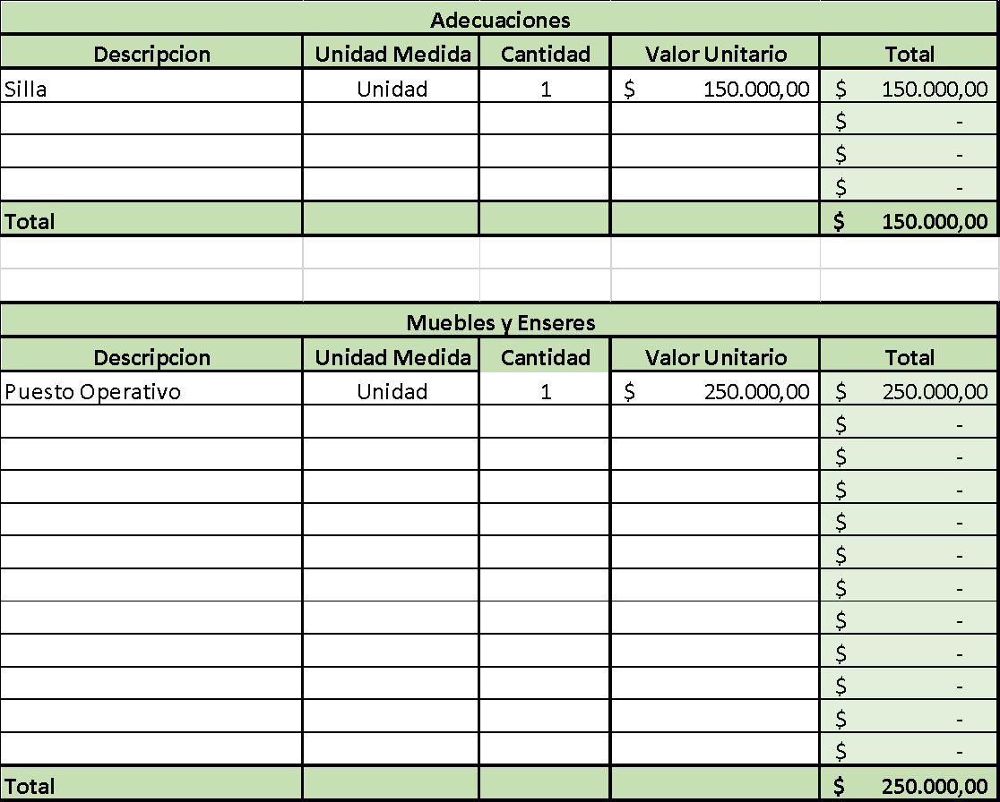 Adecuaciones
Descripcion Unidad Medida Cantidad Valor Unitario Total
Silla Unidad 1 $ 150.000,00 $ 150.000,00
$ -
$ -
$ -
Total $ 150.000,00
Muebles y Enseres
Descripcion Unidad Medida Cantidad Valor Unitario Total
Puesto Operativo Unidad 1 $ 250.000,00 $ 250.000,00
$ -
$ -
$ -
$ -
$ -
$ -
$ -
$ -
$ -
$ -
$ -
Total $ 250.000,00